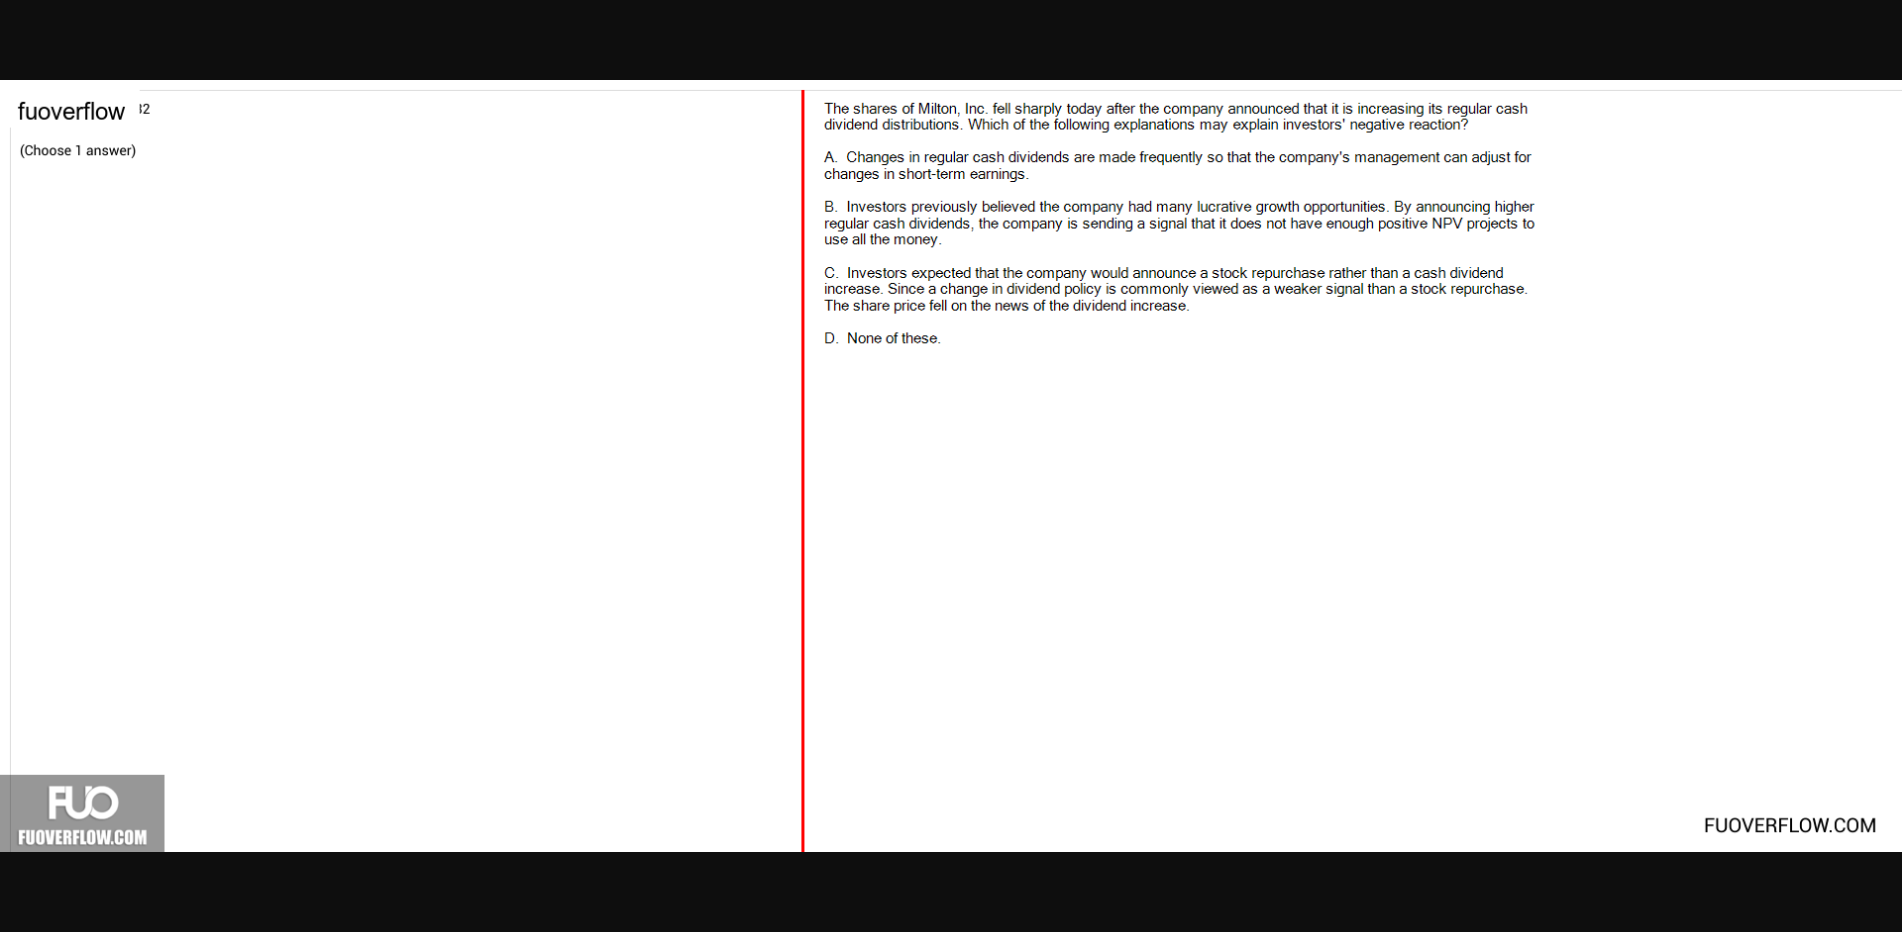 fuoverflow 32
(Choose 1 answer)
The shares of Milton, Inc. fell sharply today after the company announced that it is increasing its regular cash
dividend distributions. Which of the following explanations may explain investors' negative reaction?
A. Changes in regular cash dividends are made frequently so that the company's management can adjust for
changes in short-term earnings.
B. Investors previously believed the company had many lucrative growth opportunities. By announcing higher
regular cash dividends, the company is sending a signal that it does not have enough positive NPV projects to
use all the money.
C. Investors expected that the company would announce a stock repurchase rather than a cash dividend
increase. Since a change in dividend policy is commonly viewed as a weaker signal than a stock repurchase.
The share price fell on the news of the dividend increase.
D. None of these.
FUO
FUOVERFLOW.COM
FUOVERFLOW.COM